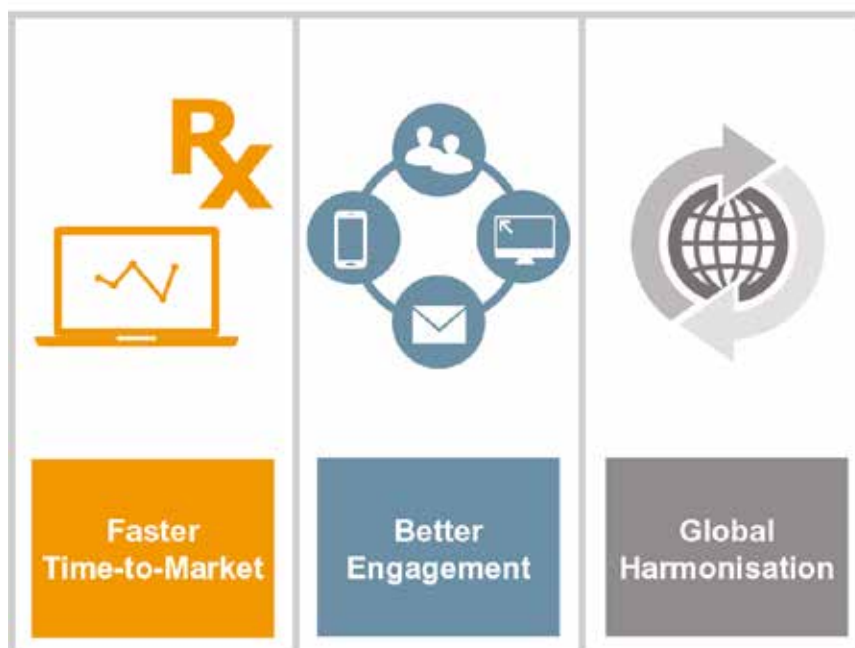 Rx
Faster
Time-to-Market
Better
Engagement
Global
Harmonisation